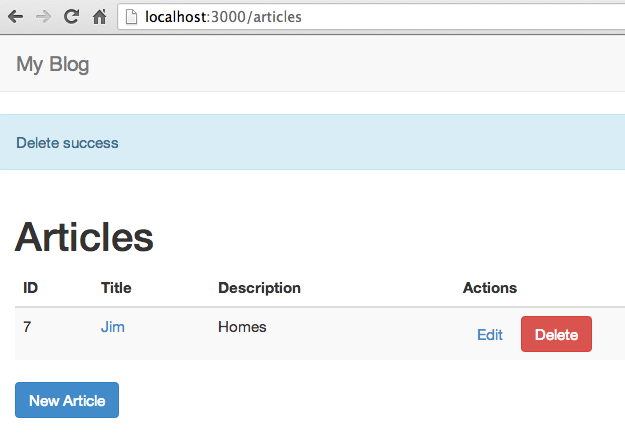 localhost:3000/articles
My Blog
Delete success
Articles
ID Title Description Actions
7 Jim Homes Edit Delete
New Article